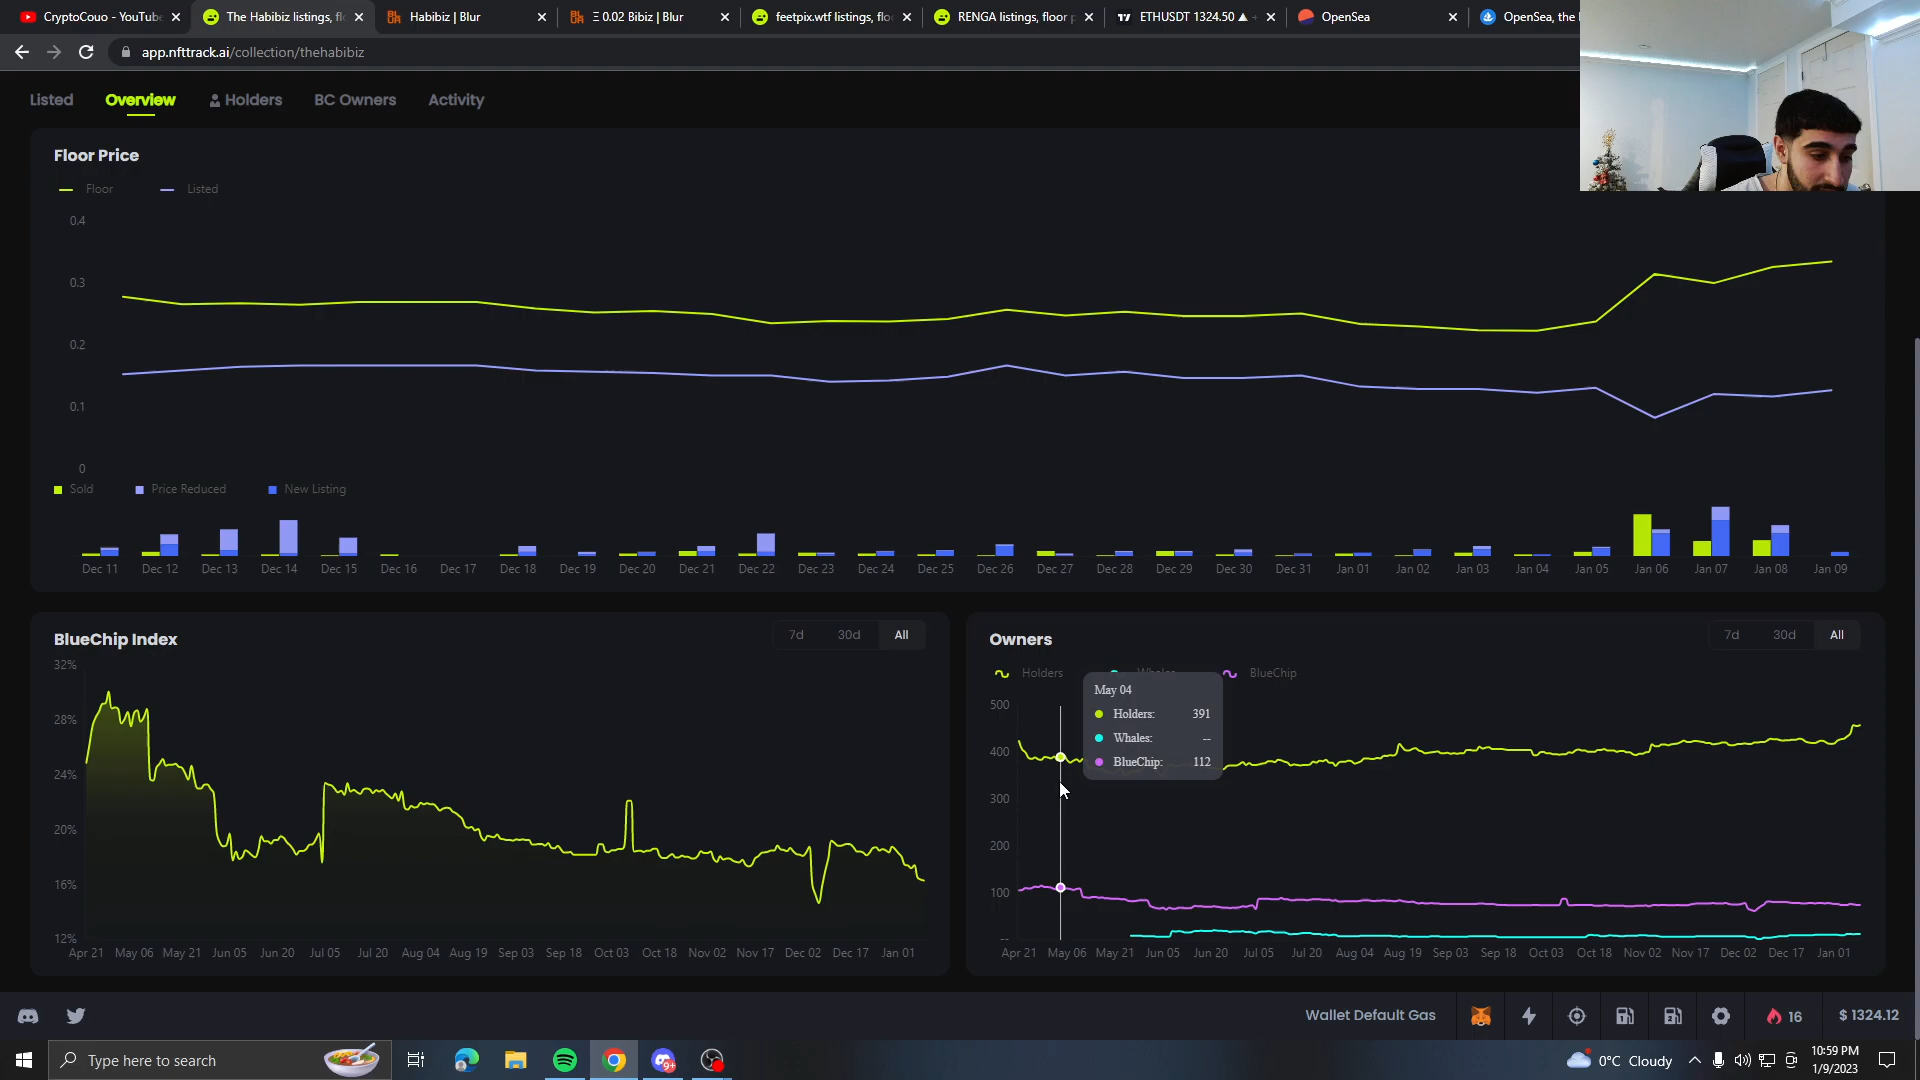 CryptoCouo - YouTube
The Habibiz listings, fl
Habibiz | Blur
Ξ 0.02 Bibiz | Blur
feetpix.wtf listings, floo
RENGA listings, floor p
ETHUSDT 1324.50 ▲
OpenSea
OpenSea, the
app.nfttrack.ai/collection/thehabibiz
Listed Overview Holders BC Owners Activity
Floor Price
Floor Listed
0.4
0.3
0.2
0.1
0
Sold Price Reduced New Listing
Dec 11 Dec 12 Dec 13 Dec 14 Dec 15 Dec 16 Dec 17 Dec 18 Dec 19 Dec 20 Dec 21 Dec 22 Dec 23 Dec 24 Dec 25 Dec 26 Dec 27 Dec 28 Dec 29 Dec 30 Dec 31 Jan 01 Jan 02 Jan 03 Jan 04 Jan 05 Jan 06 Jan 07 Jan 08 Jan 09
BlueChip Index
7d 30d All
32%
28%
24%
20%
16%
12%
Apr 21 May 06 May 21 Jun 05 Jun 20 Jul 05 Jul 20 Aug 04 Aug 19 Sep 03 Sep 18 Oct 03 Oct 18 Nov 02 Nov 17 Dec 02 Dec 17 Jan 01
Owners
7d 30d All
Holders Whales BlueChip
May 04
Holders: 391
Whales: --
BlueChip: 112
500
400
300
200
100
--
Apr 21 May 06 May 21 Jun 05 Jun 20 Jul 05 Jul 20 Aug 04 Aug 19 Sep 03 Sep 18 Oct 03 Oct 18 Nov 02 Nov 17 Dec 02 Dec 17 Jan 01
Wallet Default Gas
1
2
16
$ 1324.12
Type here to search
9+
0°C Cloudy
10:59 PM
1/9/2023